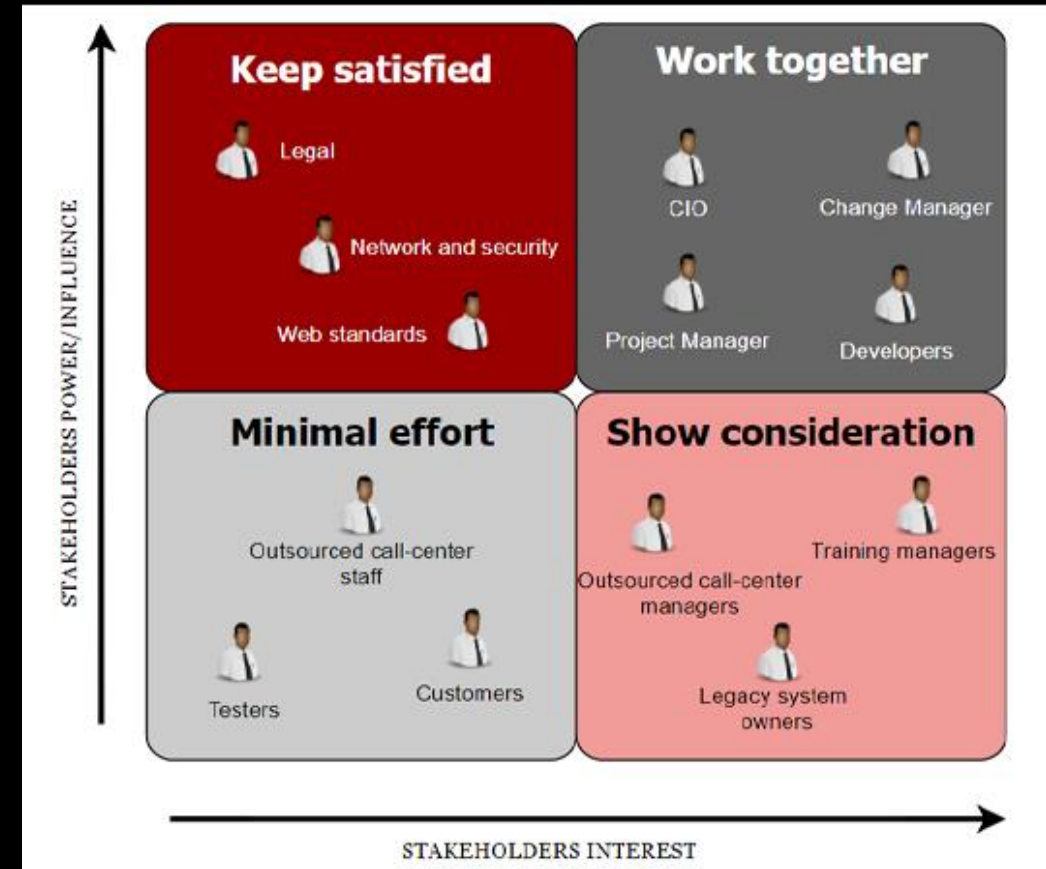 Keep satisfied
Work together
Legal
CIO
Change Manager
Network and security
Web standards
Project Manager
Developers
STAKEHOLDERS POWER/INFLUENCE
Minimal effort
Show consideration
Outsourced call-center
staff
Training managers
Outsourced call-center
managers
Testers
Customers
Legacy system
owners
STAKEHOLDERS INTEREST